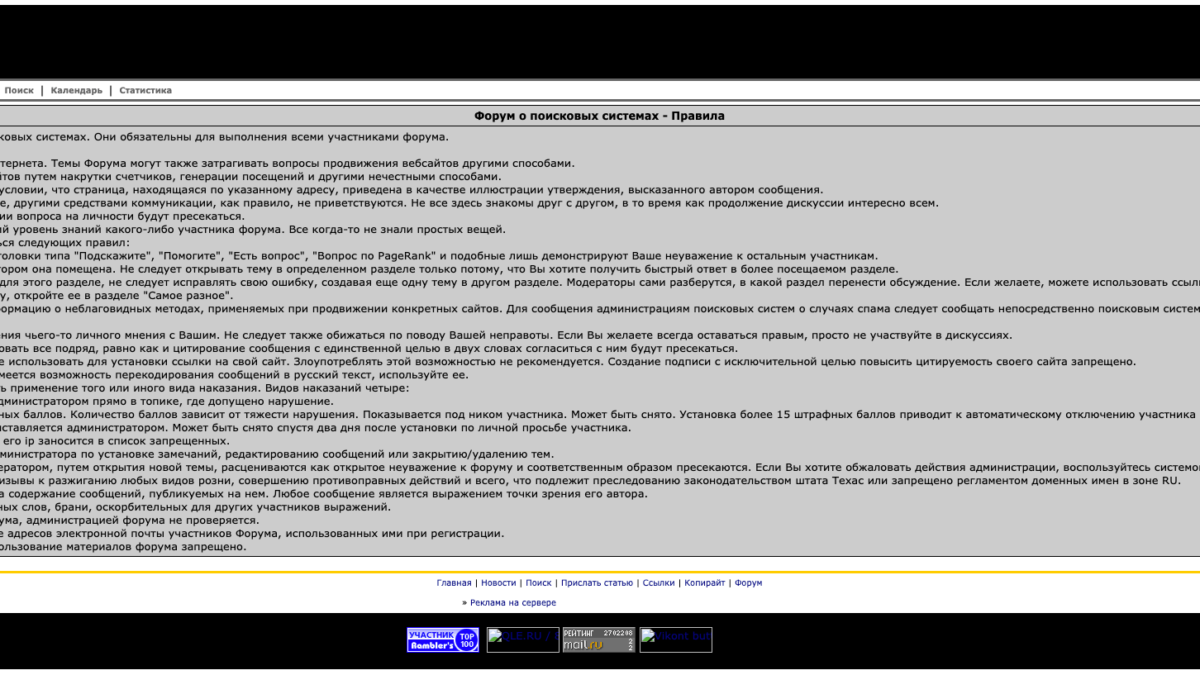 Поиск | Календарь | Статистика
Форум о поисковых системах - Правила
ковых системах. Они обязательны для выполнения всеми участниками форума.
тернета. Темы Форума могут также затрагивать вопросы продвижения вебсайтов другими способами.
йтов путем накрутки счетчиков, генерации посещений и другими нечестными способами.
условии, что страница, находящаяся по указанному адресу, приведена в качестве иллюстрации утверждения, высказанного автором сообщения.
е, другими средствами коммуникации, как правило, не приветствуются. Не все здесь знакомы друг с другом, в то время как продолжение дискуссии интересно всем.
ии вопроса на личности будут пресекаться.
ий уровень знаний какого-либо участника форума. Все когда-то не знали простых вещей.
ься следующих правил:
головки типа "Подскажите", "Помогите", "Есть вопрос", "Вопрос по PageRank" и подобные лишь демонстрируют Ваше неуважение к остальным участникам.
тором она помещена. Не следует открывать тему в определенном разделе только потому, что Вы хотите получить быстрый ответ в более посещаемом разделе.
для этого разделе, не следует исправлять свою ошибку, создавая еще одну тему в другом разделе. Модераторы сами разберутся, в какой раздел перенести обсуждение. Если желаете, можете использовать ссыл
у, откройте ее в разделе "Самое разное".
ормацию о неблаговидных методах, применяемых при продвижении конкретных сайтов. Для сообщения администрациям поисковых систем о случаях спама следует сообщать непосредственно поисковым систем
ения чьего-то личного мнения с Вашим. Не следует также обижаться по поводу Вашей неправоты. Если Вы желаете всегда оставаться правым, просто не участвуйте в дискуссиях.
овать все подряд, равно как и цитирование сообщения с единственной целью в двух словах согласиться с ним будут пресекаться.
е использовать для установки ссылки на свой сайт. Злоупотреблять этой возможностью не рекомендуется. Создание подписи с исключительной целью повысить цитируемость своего сайта запрещено.
меется возможность перекодирования сообщений в русский текст, используйте ее.
ь применение того или иного вида наказания. Видов наказаний четыре:
дминистратором прямо в топике, где допущено нарушение.
ных баллов. Количество баллов зависит от тяжести нарушения. Показывается под ником участника. Может быть снято. Установка более 15 штрафных баллов приводит к автоматическому отключению участника
ыставляется администратором. Может быть снято спустя два дня после установки по личной просьбе участника.
его ip заносится в список запрещенных.
министратора по установке замечаний, редактированию сообщений или закрытию/удалению тем.
ератором, путем открытия новой темы, расцениваются как открытое неуважение к форуму и соответственным образом пресекаются. Если Вы хотите обжаловать действия администрации, воспользуйтесь системо
изывы к разжиганию любых видов розни, совершению противоправных действий и всего, что подлежит преследованию законодательством штата Техас или запрещено регламентом доменных имен в зоне RU.
а содержание сообщений, публикуемых на нем. Любое сообщение является выражением точки зрения его автора.
ных слов, брани, оскорбительных для других участников выражений.
ума, администрацией форума не проверяется.
е адресов электронной почты участников Форума, использованных ими при регистрации.
ользование материалов форума запрещено.
Главная | Новости | Поиск | Прислать статью | Ссылки | Копирайт | Форум
» Реклама на сервере
УЧАСТНИК Rambler's TOP 100
QLE.RU /
РЕЙТИНГ 2702208 mail.ru 2 2
Vikont but